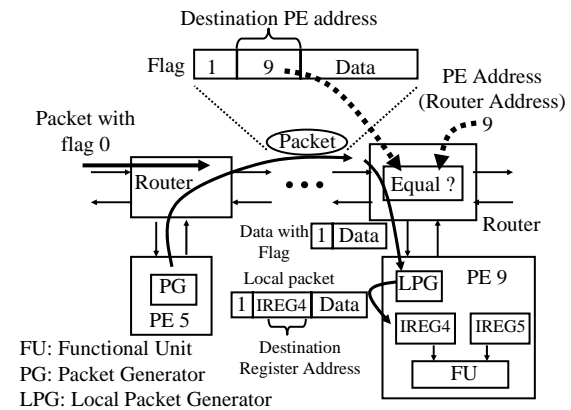 Destination PE address
Flag 1 9 Data
PE Address
(Router Address)
9
Packet with
flag 0
Packet
Router
Equal ?
Router
Data with
Flag
1 Data
PG
PE 5
Local packet
1 IREG4 Data
Destination
Register Address
LPG
PE 9
IREG4 IREG5
FU
FU: Functional Unit
PG: Packet Generator
LPG: Local Packet Generator